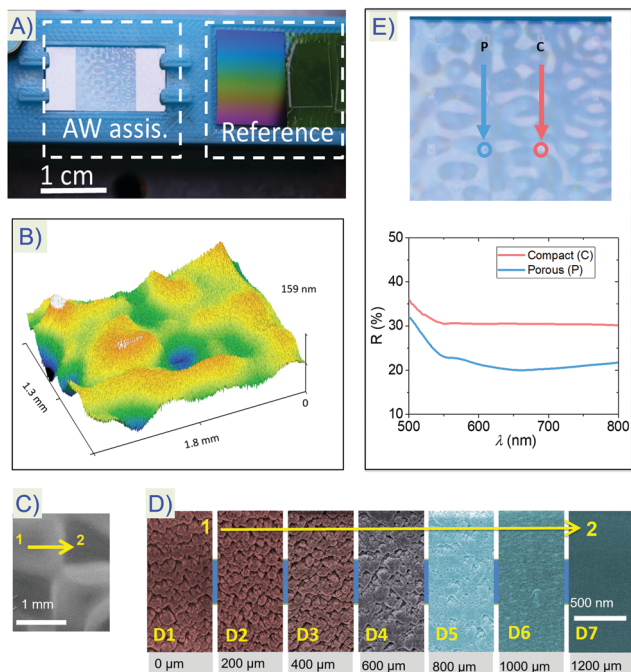 A)
AW assis.
Reference
1 cm
B)
159 nm
0
1.3 mm
1.8 mm
C)
1
2
1 mm
D)
1
2
D1
D2
D3
D4
D5
D6
D7
500 nm
0 µm
200 µm
400 µm
600 µm
800 µm
1000 µm
1200 µm
E)
P
C
50
40
30
20
10
R (%)
Compact (C)
Porous (P)
500
600
700
800
λ (nm)